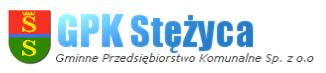 S
S
GPK Stężyca
Gminne Przedsiębiorstwo Komunalne Sp. z o.o